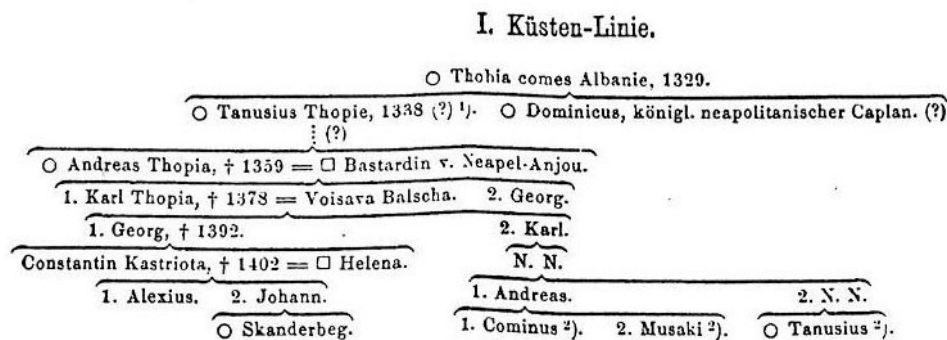 I. Küsten-Linie.
○ Thohia comes Albanie, 1329.
○ Tanusius Thopie, 1338 (?) ¹). ○ Dominicus, königl. neapolitanischer Caplan. (?)
(?)
○ Andreas Thopia, † 1359 = □ Bastardin v. Neapel-Anjou.
1. Karl Thopia, † 1378 = Voisava Balscha. 2. Georg.
1. Georg, † 1392. 2. Karl.
Constantin Kastriota, † 1402 = □ Helena. N. N.
1. Alexius. 2. Johann. 1. Andreas. 2. N. N.
○ Skanderbeg. 1. Cominus ²). 2. Musaki ²). ○ Tanusius ²).